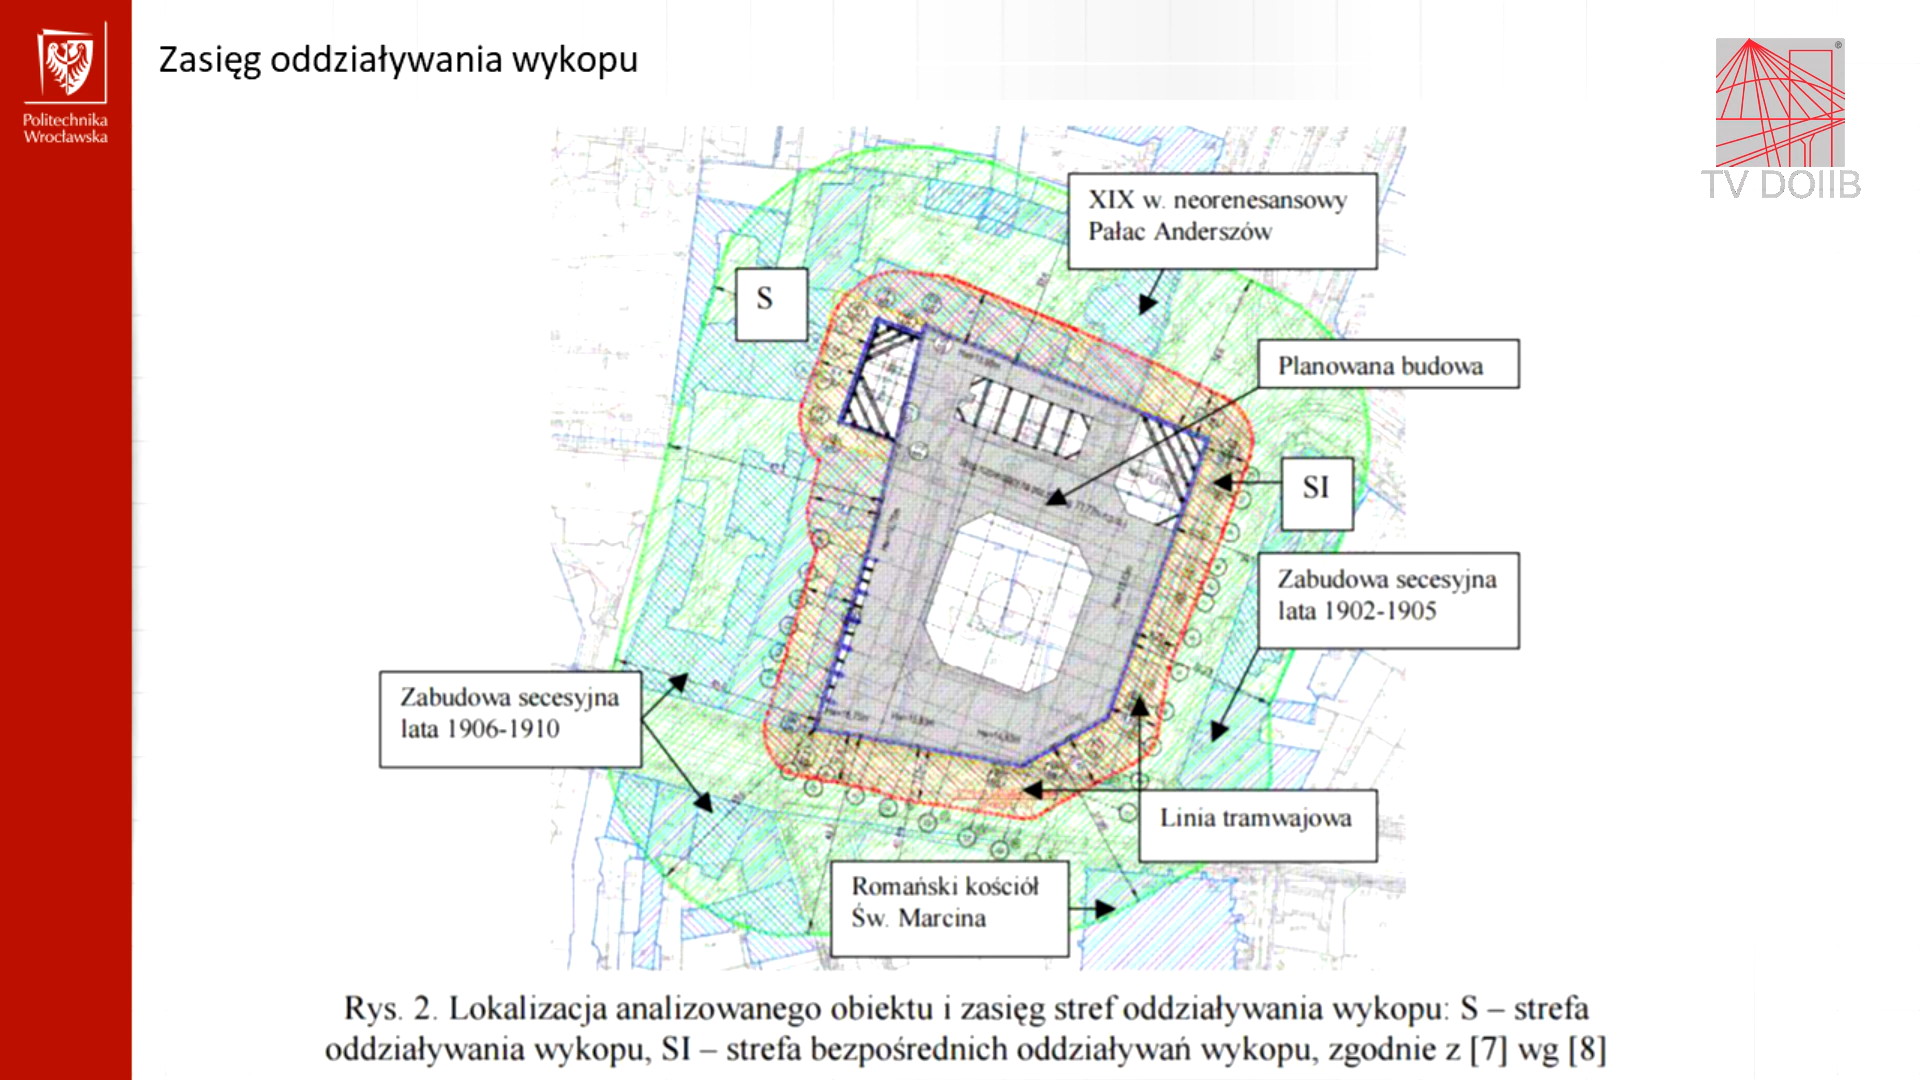 Politechnika
Wrocławska
Zasięg oddziaływania wykopu
®
TV DOIIB
XIX w. neorenesansowy
Pałac Anderszów
S
Planowana budowa
SI
Zabudowa secesyjna
lata 1902-1905
Zabudowa secesyjna
lata 1906-1910
Linia tramwajowa
Romański kościół
Św. Marcina
Rys. 2. Lokalizacja analizowanego obiektu i zasięg stref oddziaływania wykopu: S – strefa
oddziaływania wykopu, SI – strefa bezpośrednich oddziaływań wykopu, zgodnie z [7] wg [8]